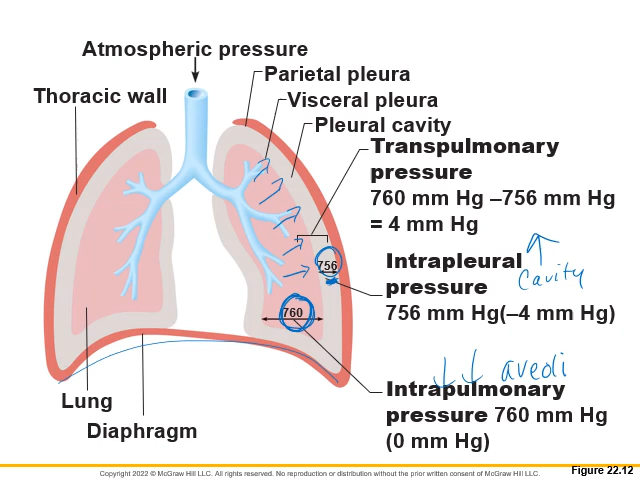 Atmospheric pressure
Parietal pleura
Thoracic wall
Visceral pleura
Pleural cavity
Transpulmonary
pressure
760 mm Hg –756 mm Hg
= 4 mm Hg
756
Intrapleural
cavity
pressure
756 mm Hg(–4 mm Hg)
760
avedi
Intrapulmonary
pressure 760 mm Hg
(0 mm Hg)
Lung
Diaphragm
Figure 22.12
Copyright 2022 © McGraw Hill LLC. All rights reserved. No reproduction or distribution without the prior written consent of McGraw Hill LLC.